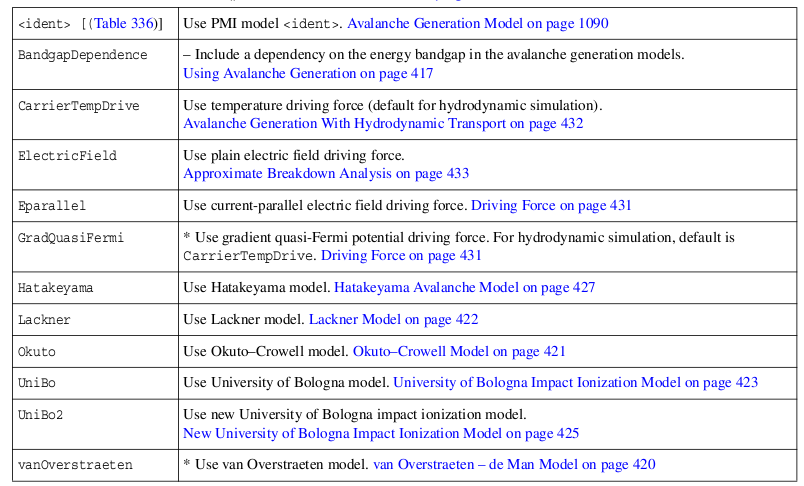 <ident> [(Table 336)] Use PMI model <ident>. Avalanche Generation Model on page 1090
BandgapDependence – Include a dependency on the energy bandgap in the avalanche generation models.
Using Avalanche Generation on page 417
CarrierTempDrive Use temperature driving force (default for hydrodynamic simulation).
Avalanche Generation With Hydrodynamic Transport on page 432
ElectricField Use plain electric field driving force.
Approximate Breakdown Analysis on page 433
Eparallel Use current-parallel electric field driving force. Driving Force on page 431
GradQuasiFermi * Use gradient quasi-Fermi potential driving force. For hydrodynamic simulation, default is
CarrierTempDrive. Driving Force on page 431
Hatakeyama Use Hatakeyama model. Hatakeyama Avalanche Model on page 427
Lackner Use Lackner model. Lackner Model on page 422
Okuto Use Okuto–Crowell model. Okuto–Crowell Model on page 421
UniBo Use University of Bologna model. University of Bologna Impact Ionization Model on page 423
UniBo2 Use new University of Bologna impact ionization model.
New University of Bologna Impact Ionization Model on page 425
vanOverstraeten * Use van Overstraeten model. van Overstraeten – de Man Model on page 420